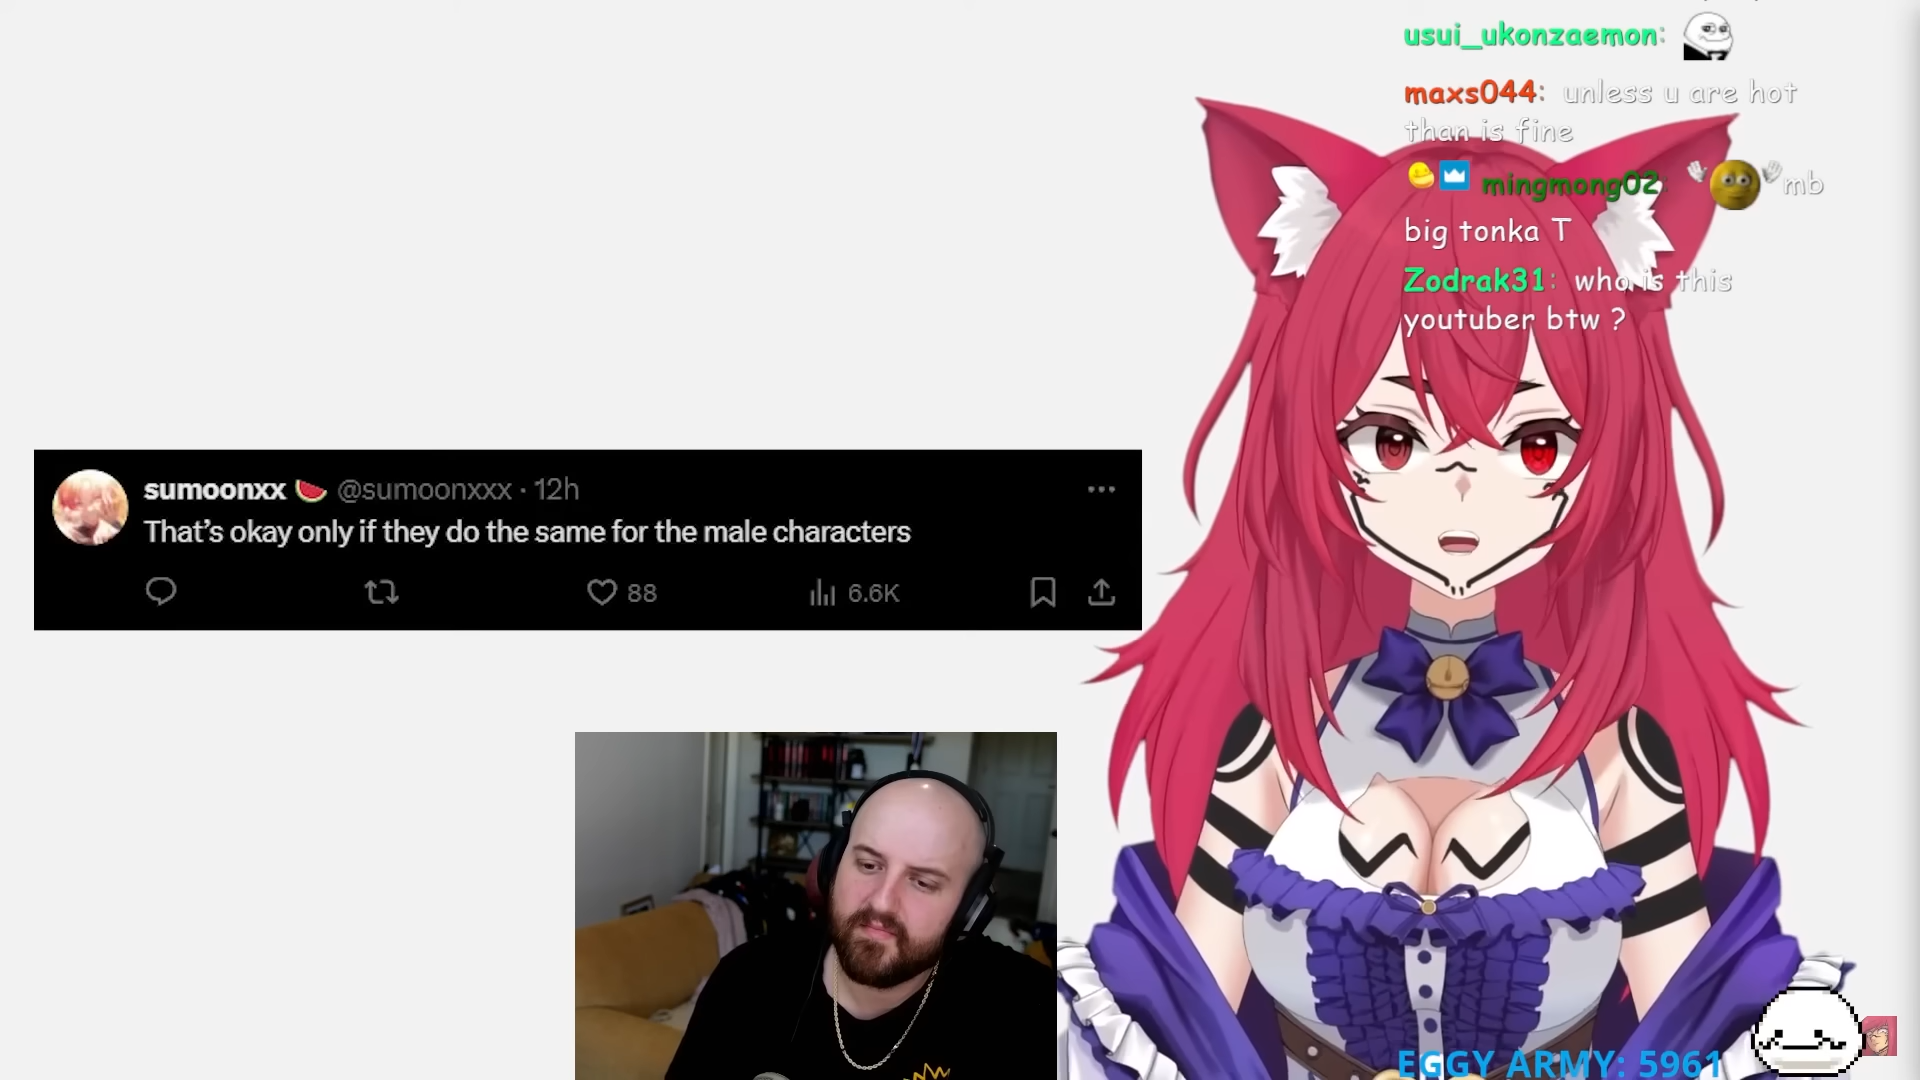 usui_ukonzaemon:
maxs044: unless u are hot
than is fine
mingmong02: mb
big tonka T
Zodrak31: who is this
youtuber btw ?
sumoonxx @sumoonxxx · 12h
That's okay only if they do the same for the male characters
88 6.6K
EGGY ARMY: 5961